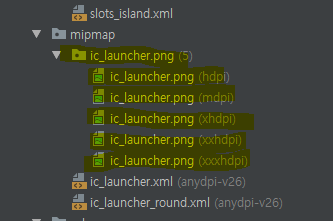 slots_island.xml
mipmap
ic_launcher.png (5)
ic_launcher.png (hdpi)
ic_launcher.png (mdpi)
ic_launcher.png (xhdpi)
ic_launcher.png (xxhdpi)
ic_launcher.png (xxxhdpi)
ic_launcher.xml (anydpi-v26)
ic_launcher_round.xml (anydpi-v26)